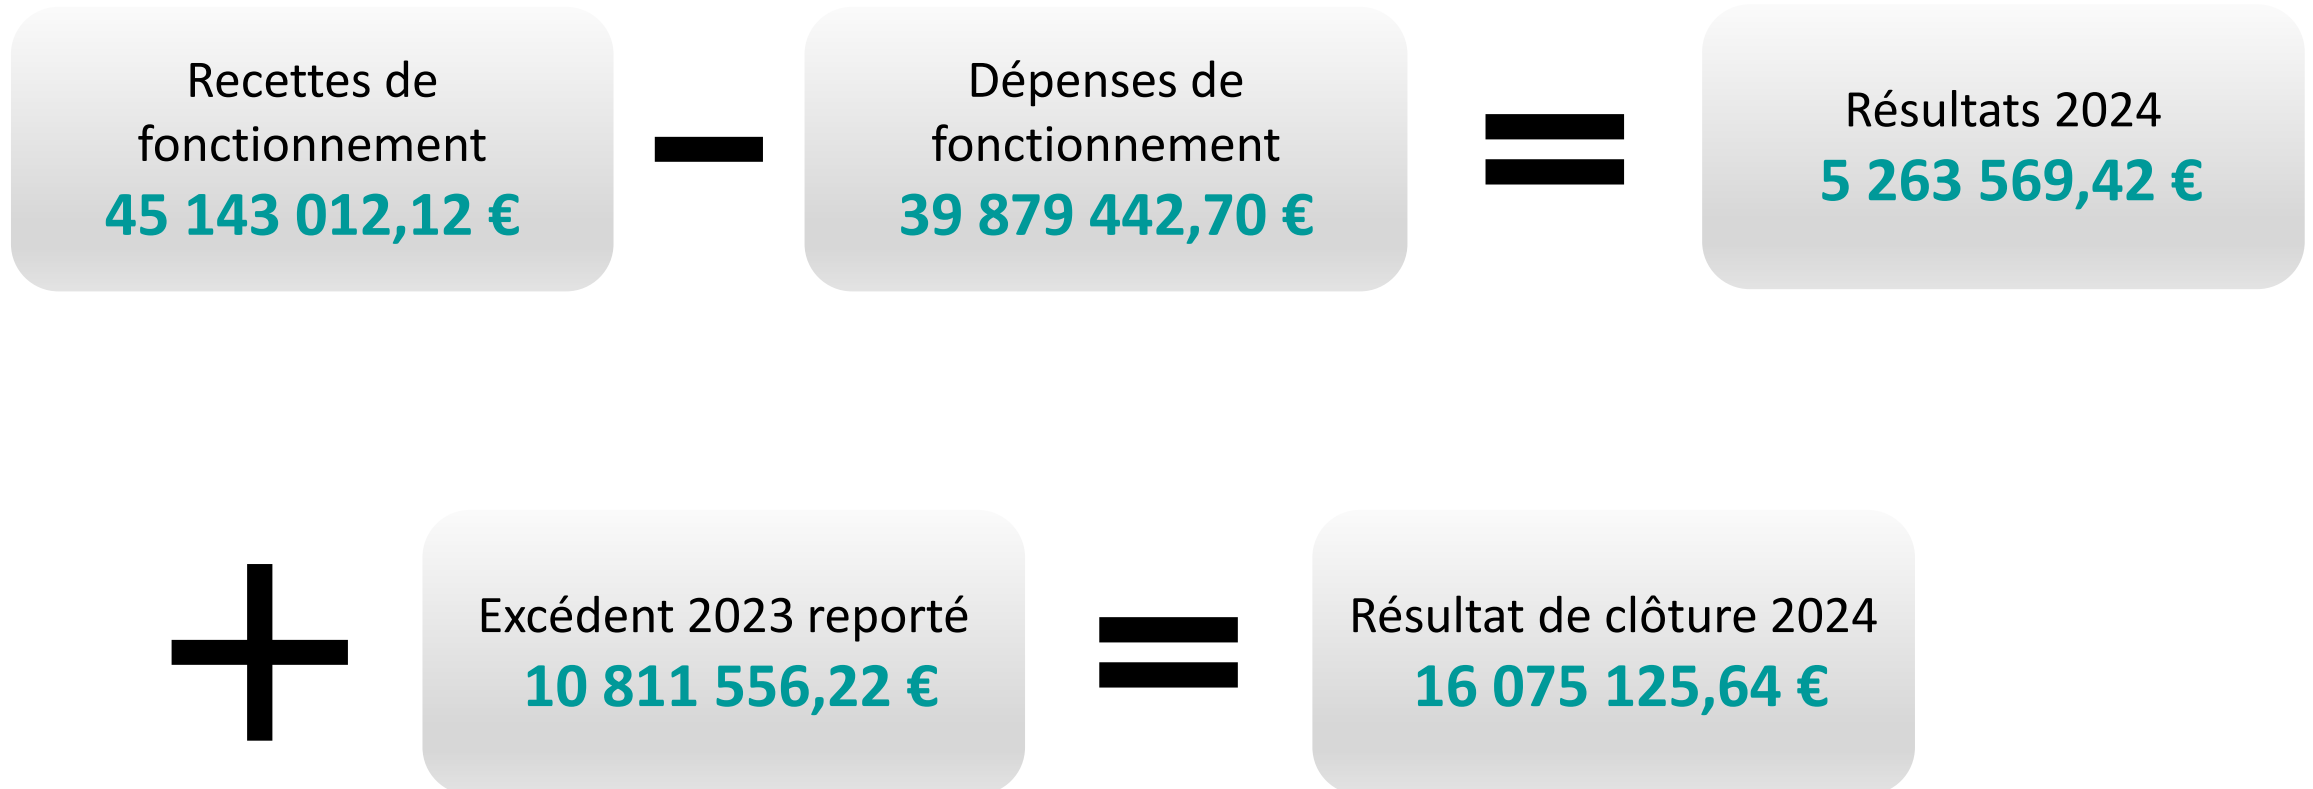 Recettes de
fonctionnement
45 143 012,12 €
Dépenses de
fonctionnement
39 879 442,70 €
Résultats 2024
5 263 569,42 €
Excédent 2023 reporté
10 811 556,22 €
Résultat de clôture 2024
16 075 125,64 €